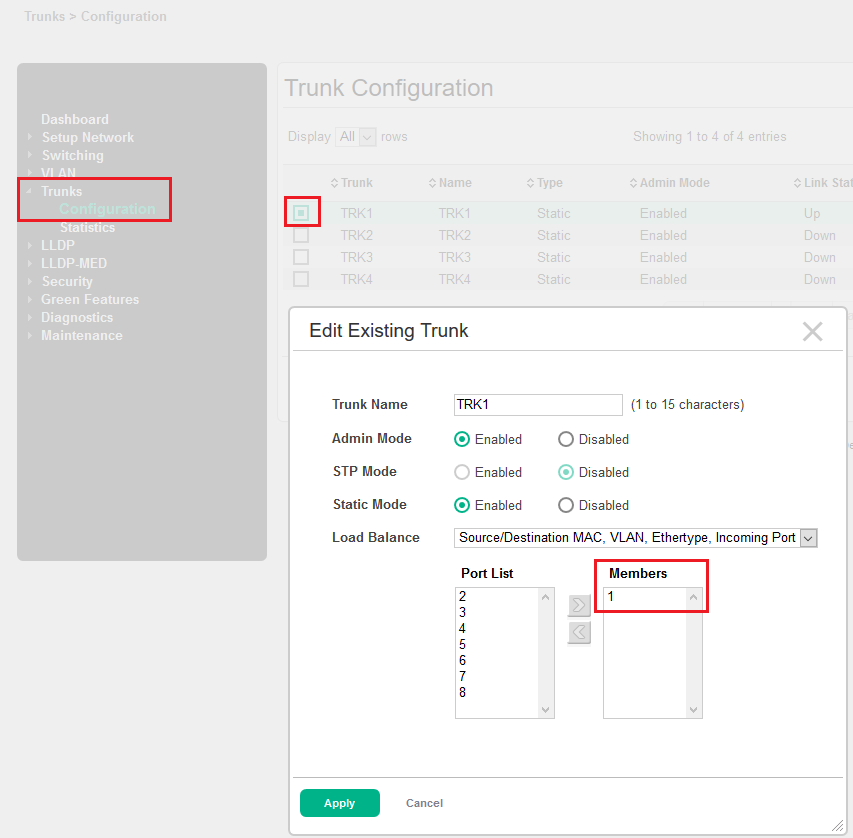 Trunks > Configuration
Dashboard
Setup Network
Switching
VLAN
Trunks
Configuration
Statistics
LLDP
LLDP-MED
Security
Green Features
Diagnostics
Maintenance
Trunk Configuration
Display All rows Showing 1 to 4 of 4 entries
Trunk Name Type Admin Mode Link Stat
TRK1 TRK1 Static Enabled Up
TRK2 TRK2 Static Enabled Down
TRK3 TRK3 Static Enabled Down
TRK4 TRK4 Static Enabled Down
Edit Existing Trunk
Trunk Name TRK1 (1 to 15 characters)
Admin Mode Enabled Disabled
STP Mode Enabled Disabled
Static Mode Enabled Disabled
Load Balance Source/Destination MAC, VLAN, Ethertype, Incoming Port
Port List Members
2 1
3
4
5
6
7
8
Apply Cancel